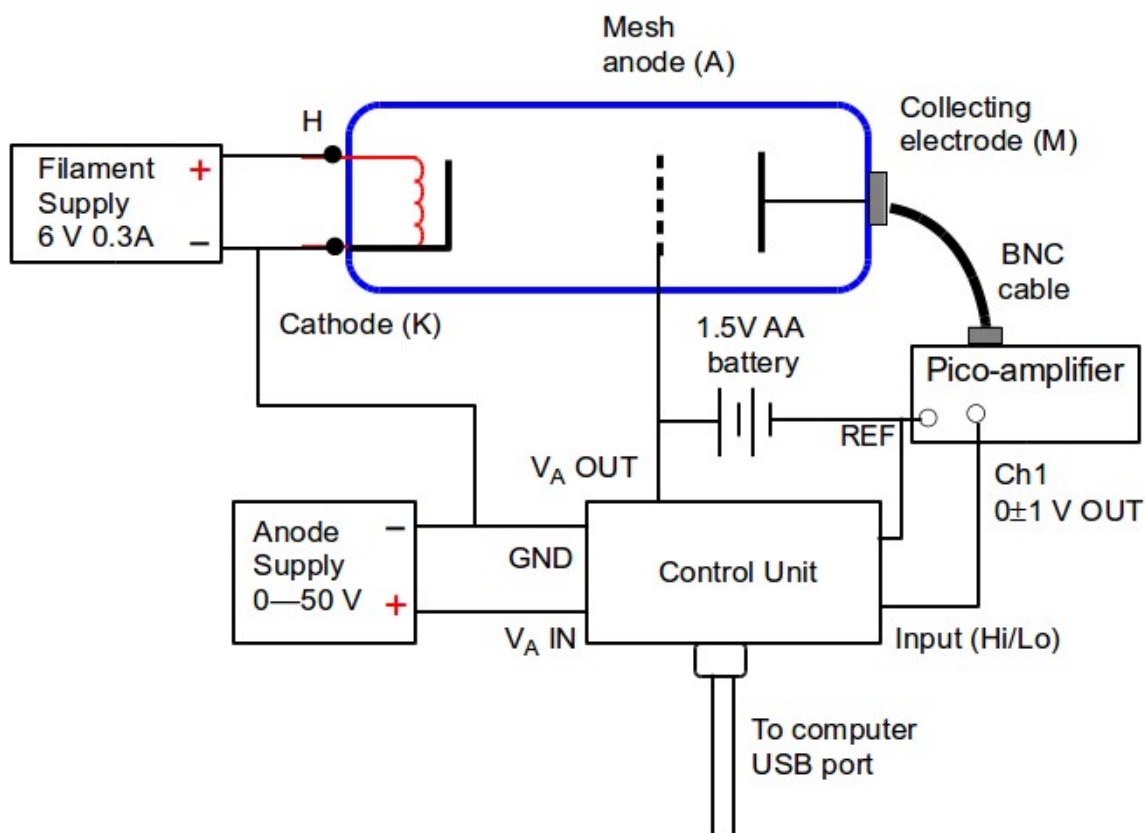 Mesh
anode (A)
H
Collecting
electrode (M)
Filament
Supply
6 V 0.3A
+
−
BNC
cable
Cathode (K)
1.5V AA
battery
Pico-amplifier
REF
V_A OUT
Ch1
0±1 V OUT
Anode
Supply
0—50 V
−
+
GND
Control Unit
V_A IN
Input (Hi/Lo)
To computer
USB port